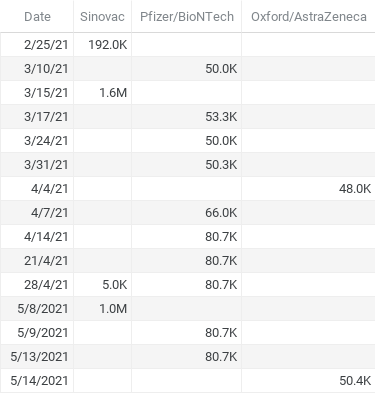 Date Sinovac Pfizer/BioNTech Oxford/AstraZeneca
2/25/21 192.0K
3/10/21 50.0K
3/15/21 1.6M
3/17/21 53.3K
3/24/21 50.0K
3/31/21 50.3K
4/4/21 48.0K
4/7/21 66.0K
4/14/21 80.7K
21/4/21 80.7K
28/4/21 5.0K 80.7K
5/8/2021 1.0M
5/9/2021 80.7K
5/13/2021 80.7K
5/14/2021 50.4K